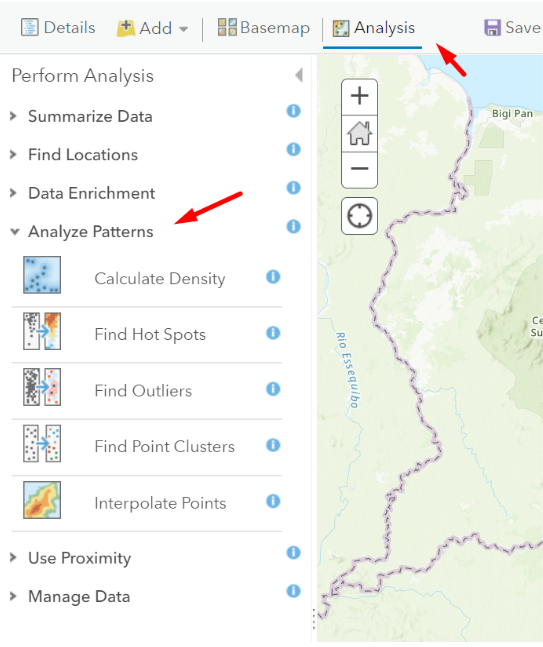 Details
Add
Basemap
Analysis
Save
Perform Analysis
Summarize Data
Find Locations
Data Enrichment
Analyze Patterns
Calculate Density
Find Hot Spots
Find Outliers
Find Point Clusters
Interpolate Points
Use Proximity
Manage Data
Bigi Pan
Rio Essequibo
Ce
Su